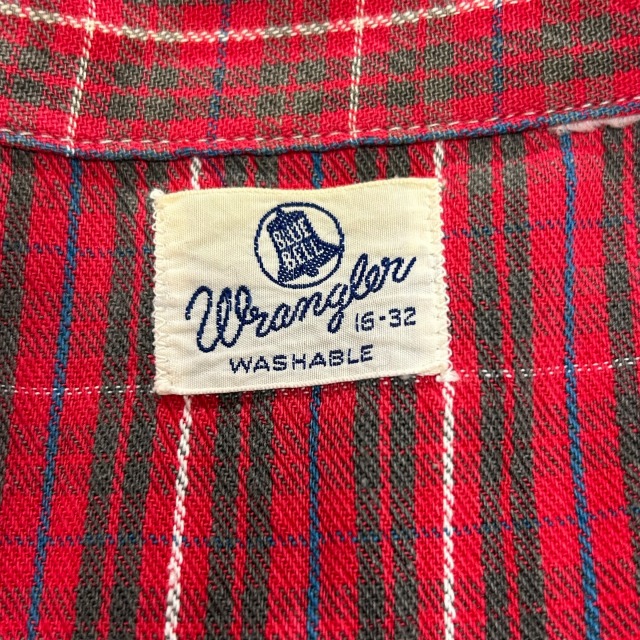 BLUE
BELL
Wrangler
16-32
WASHABLE